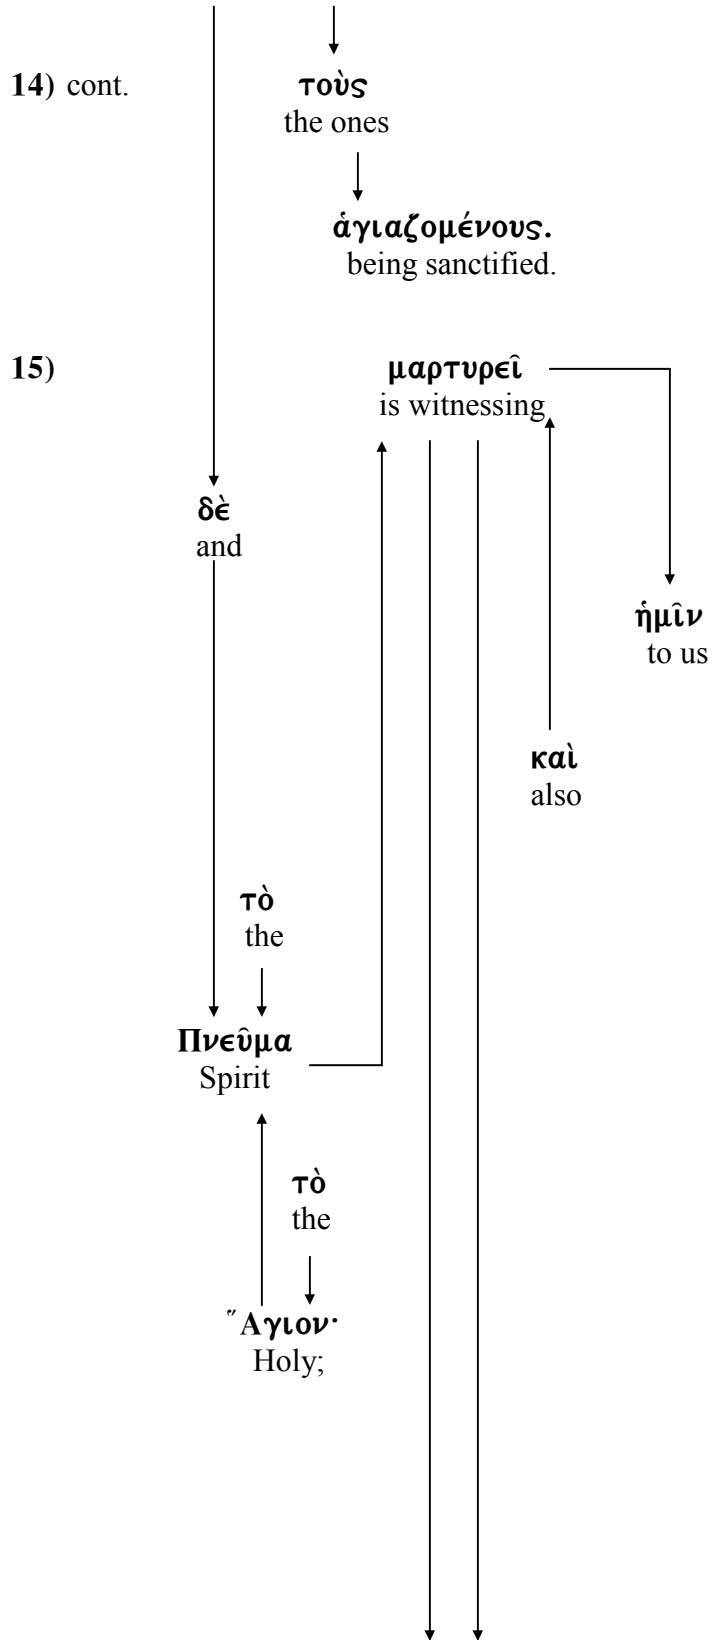 14) cont.
τοὺς
the ones
ἁγιαζομένους.
being sanctified.
15)
μαρτυρεῖ
is witnessing
δὲ
and
ἡμῖν
to us
καὶ
also
τὸ
the
Πνεῦμα
Spirit
τὸ
the
Ἅγιον·
Holy;